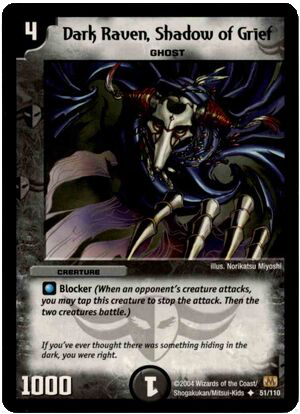 4
Dark Raven, Shadow of Grief
GHOST
illus. Norikatsu Miyoshi
CREATURE
Blocker (When an opponent's creature attacks,
you may tap this creature to stop the attack. Then the
two creatures battle.)
If you've ever thought there was something hiding in the
dark, you were right.
1000
1
©2004 Wizards of the Coast/
Shogakukan/Mitsui-Kids ♦ 51/110